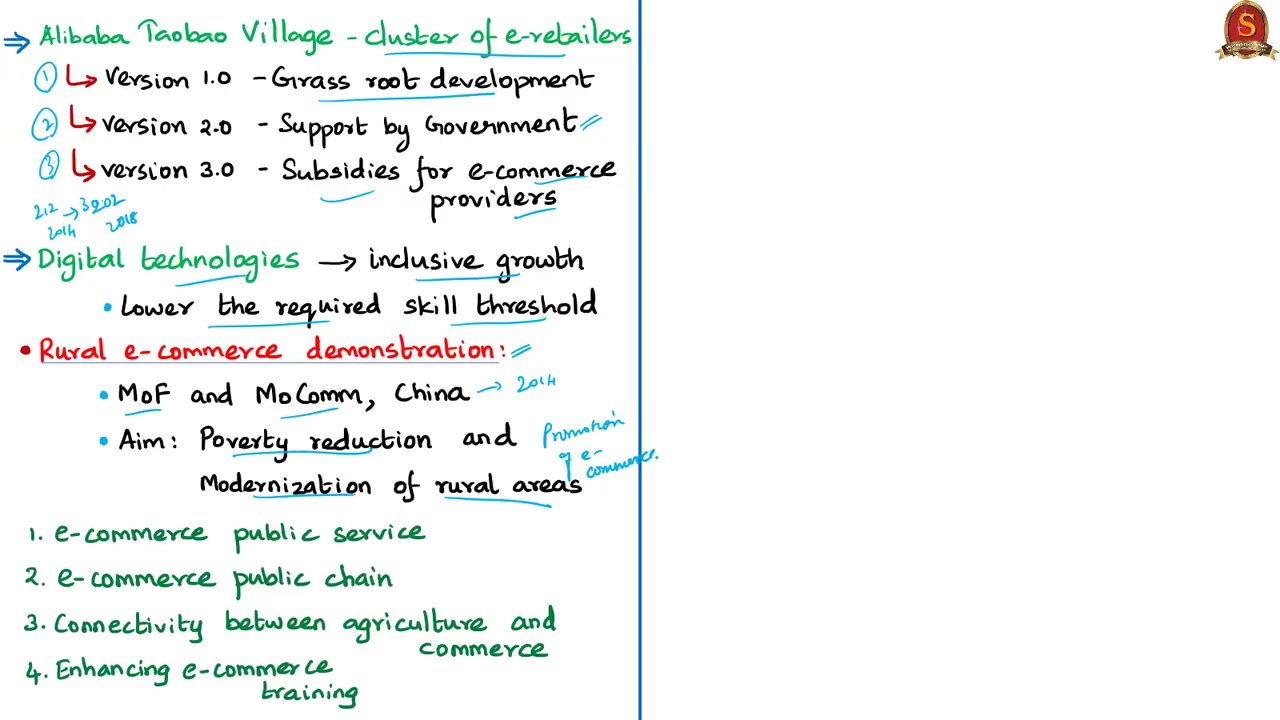 ⇒ Alibaba Taobao Village - cluster of e-retailers
① ↳ Version 1.0 - Grass root development
② ↳ version 2.0 - Support by Government
③ ↳ version 3.0 - Subsidies for e-commerce
providers
212 → 3202
2014 2018
⇒ Digital technologies → inclusive growth
• Lower the required skill threshold
• Rural e-commerce demonstration:
• MoF and MoComm, China → 2014
• Aim: Poverty reduction and
Promotion
of e-
commerce.
Modernization of rural areas
1. e-commerce public service
2. e-commerce public chain
3. Connectivity between agriculture and
commerce
4. Enhancing e-commerce
training
S